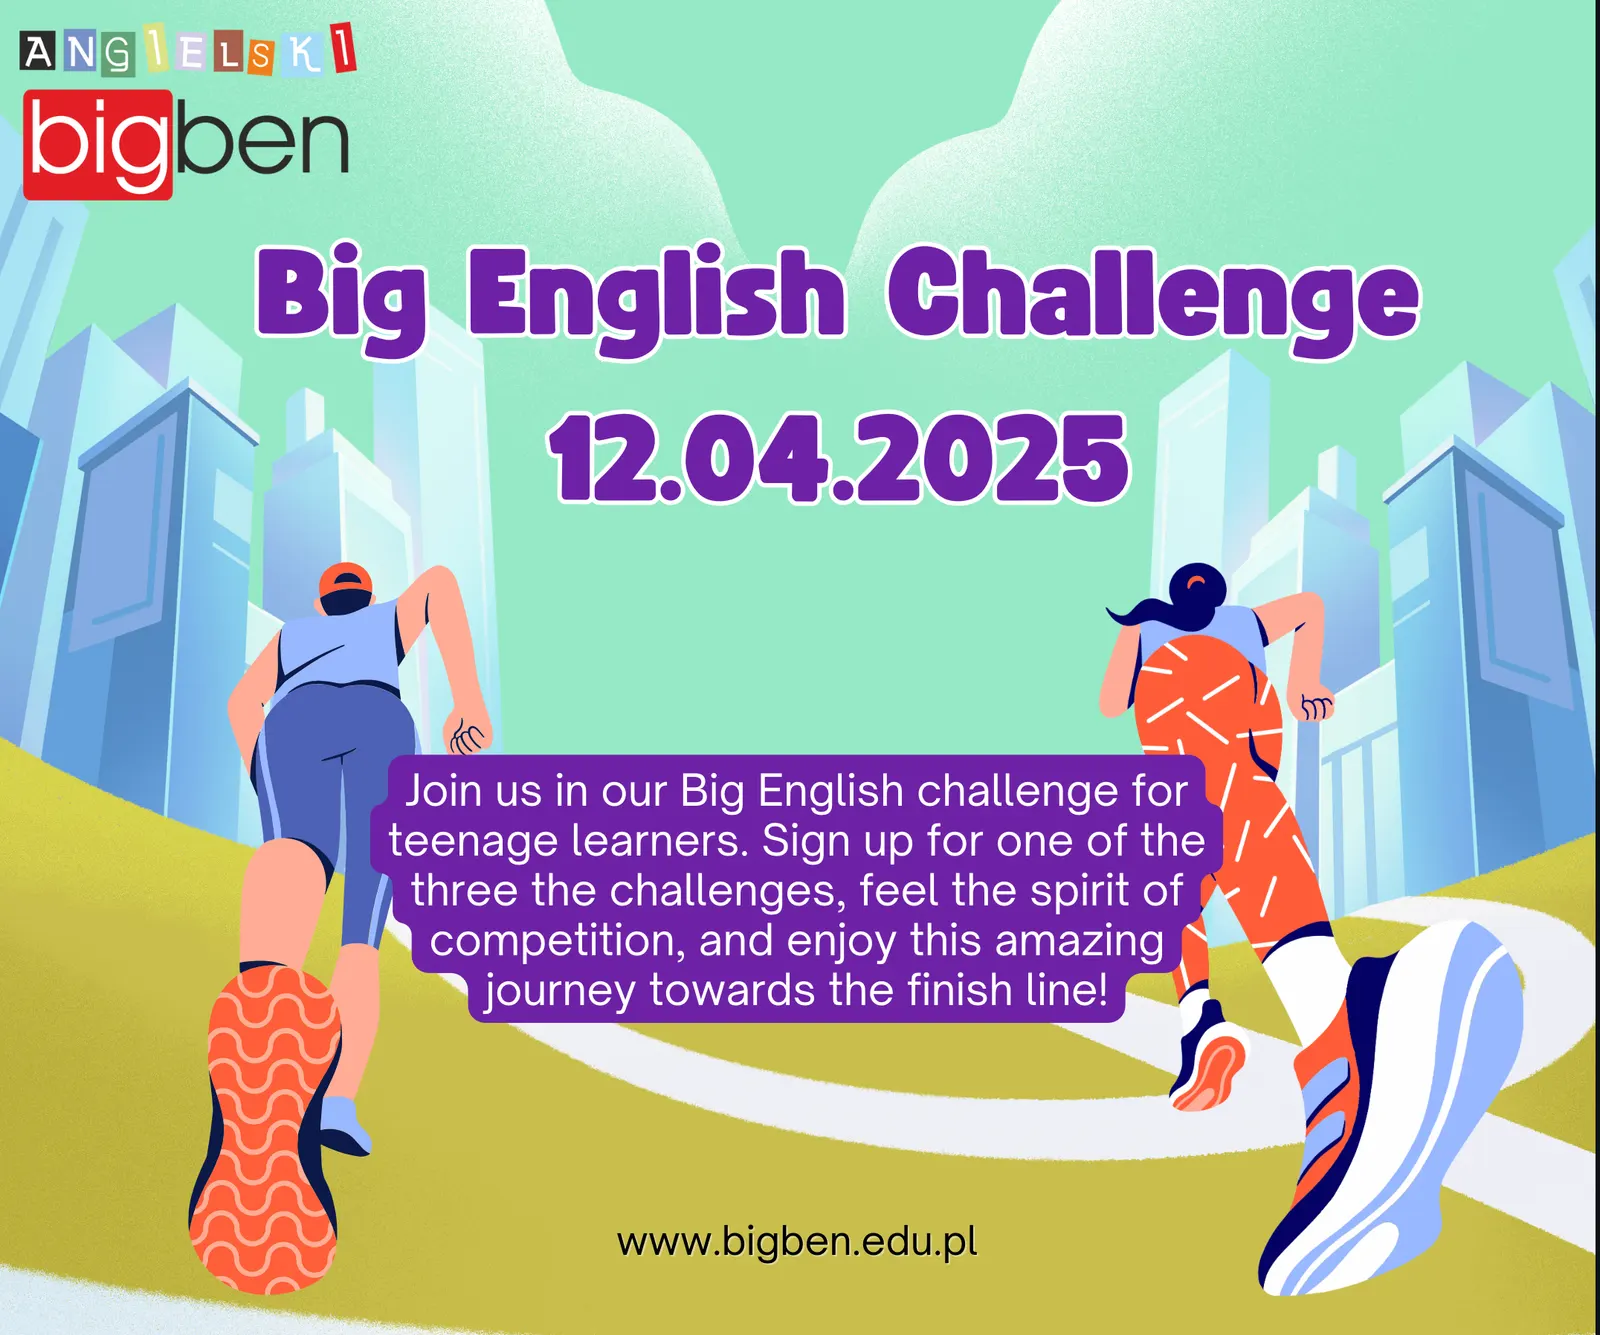 ANGIELSKI
bigben
Big English Challenge
12.04.2025
Join us in our Big English challenge for
teenage learners. Sign up for one of the
three the challenges, feel the spirit of
competition, and enjoy this amazing
journey towards the finish line!
www.bigben.edu.pl